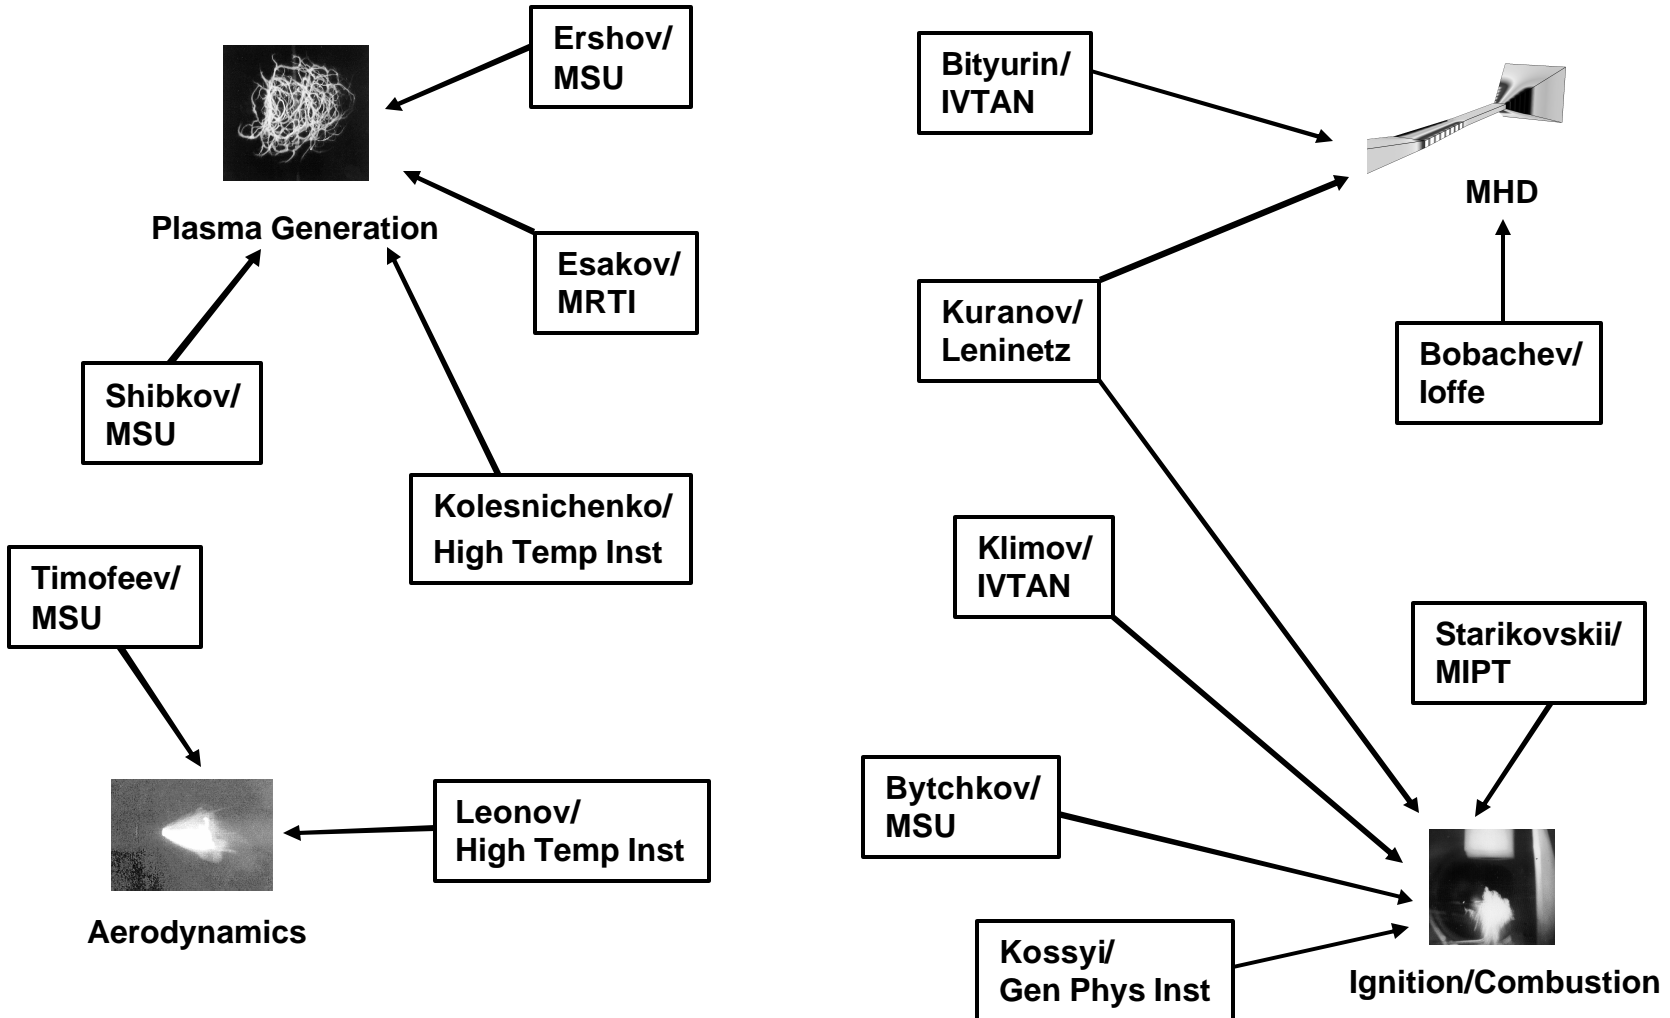 Ershov/
MSU
Plasma Generation
Esakov/
MRTI
Shibkov/
MSU
Kolesnichenko/
High Temp Inst
Timofeev/
MSU
Leonov/
High Temp Inst
Aerodynamics
Bityurin/
IVTAN
MHD
Kuranov/
Leninetz
Bobachev/
Ioffe
Klimov/
IVTAN
Starikovskii/
MIPT
Bytchkov/
MSU
Kossyi/
Gen Phys Inst
Ignition/Combustion